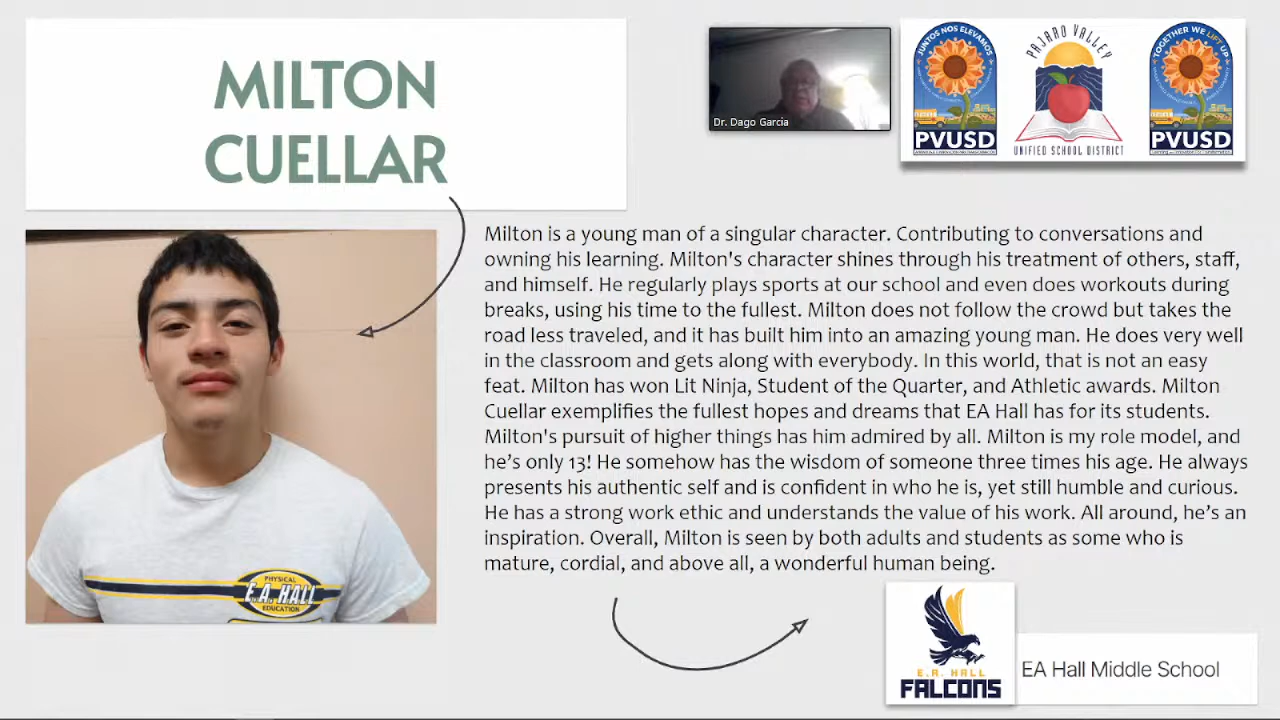 MILTON
CUELLAR
Dr. Dago Garcia
JUNTOS NOS ELEVAMOS
PVUSD
PAJARO VALLEY
UNIFIED SCHOOL DISTRICT
TOGETHER WE LIFT UP
PVUSD
Milton is a young man of a singular character. Contributing to conversations and
owning his learning. Milton's character shines through his treatment of others, staff,
and himself. He regularly plays sports at our school and even does workouts during
breaks, using his time to the fullest. Milton does not follow the crowd but takes the
road less traveled, and it has built him into an amazing young man. He does very well
in the classroom and gets along with everybody. In this world, that is not an easy
feat. Milton has won Lit Ninja, Student of the Quarter, and Athletic awards. Milton
Cuellar exemplifies the fullest hopes and dreams that EA Hall has for its students.
Milton's pursuit of higher things has him admired by all. Milton is my role model, and
he's only 13! He somehow has the wisdom of someone three times his age. He always
presents his authentic self and is confident in who he is, yet still humble and curious.
He has a strong work ethic and understands the value of his work. All around, he's an
inspiration. Overall, Milton is seen by both adults and students as some who is
mature, cordial, and above all, a wonderful human being.
PHYSICAL
E.A. HALL
EDUCATION
E.A. HALL
FALCONS
EA Hall Middle School